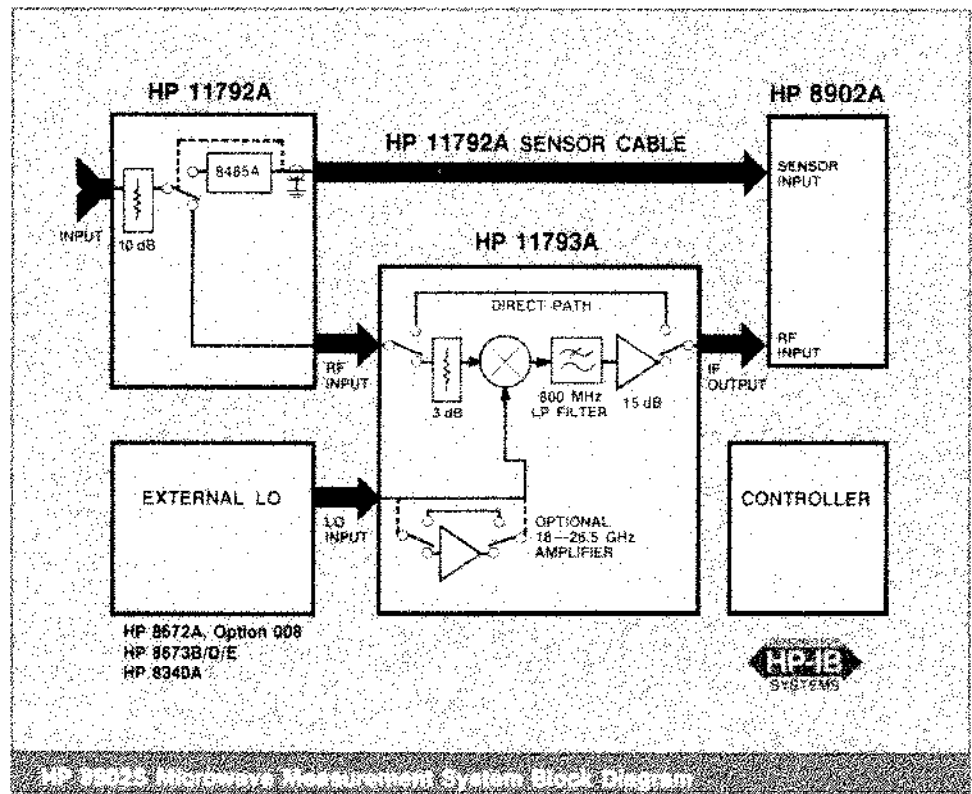 HP 11792A
HP 8902A
HP 11792A SENSOR CABLE
8485A
SENSOR
INPUT
INPUT
10 dB
HP 11793A
DIRECT PATH
RF
INPUT
3 dB
800 MHz
LP FILTER
15 dB
IF
OUTPUT
RF
INPUT
EXTERNAL LO
LO
INPUT
OPTIONAL
18—26.5 GHz
AMPLIFIER
CONTROLLER
HP 8672A, Option 008
HP 8673B/D/E
HP 8340A
HP-IB
SYSTEMS
HP 8902S Microwave Measurement System Block Diagram